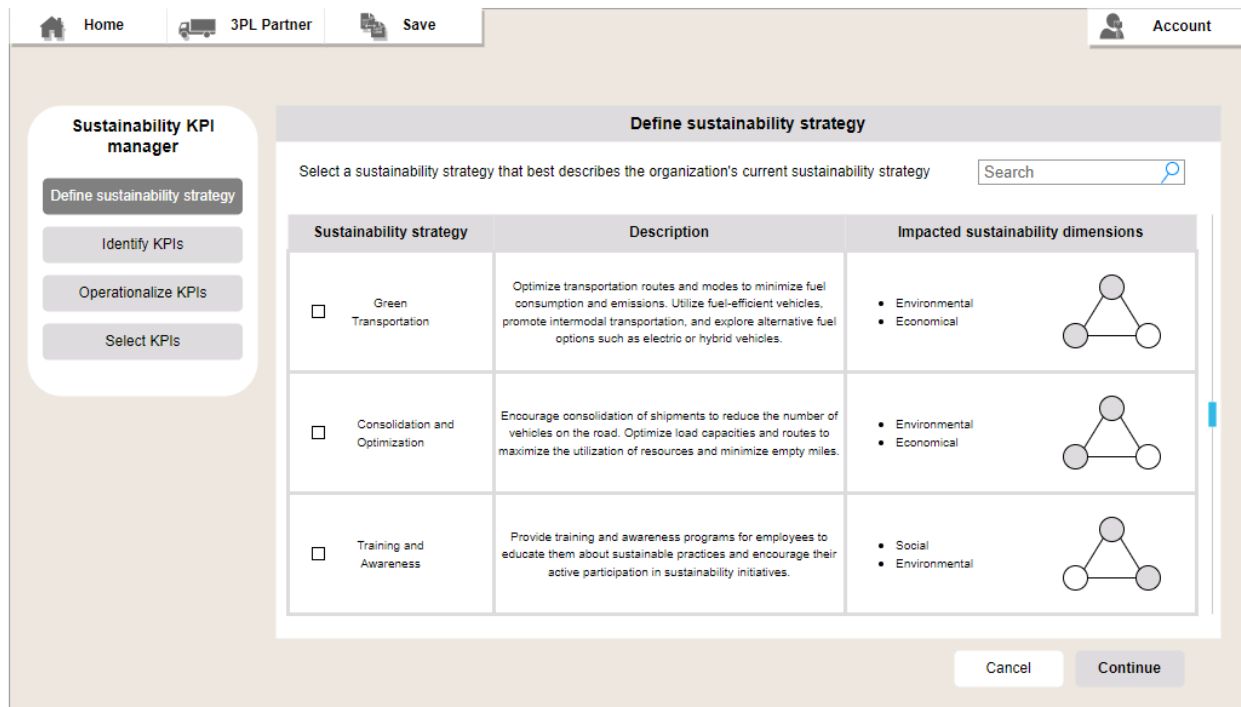 Home
3PL Partner
Save
Account
Sustainability KPI
manager
Define sustainability strategy
Identify KPIs
Operationalize KPIs
Select KPIs
Define sustainability strategy
Select a sustainability strategy that best describes the organization's current sustainability strategy
Search
Sustainability strategy
Description
Impacted sustainability dimensions
Green
Transportation
Optimize transportation routes and modes to minimize fuel
consumption and emissions. Utilize fuel-efficient vehicles,
promote intermodal transportation, and explore alternative fuel
options such as electric or hybrid vehicles.
Environmental
Economical
Consolidation and
Optimization
Encourage consolidation of shipments to reduce the number of
vehicles on the road. Optimize load capacities and routes to
maximize the utilization of resources and minimize empty miles.
Environmental
Economical
Training and
Awareness
Provide training and awareness programs for employees to
educate them about sustainable practices and encourage their
active participation in sustainability initiatives.
Social
Environmental
Cancel
Continue